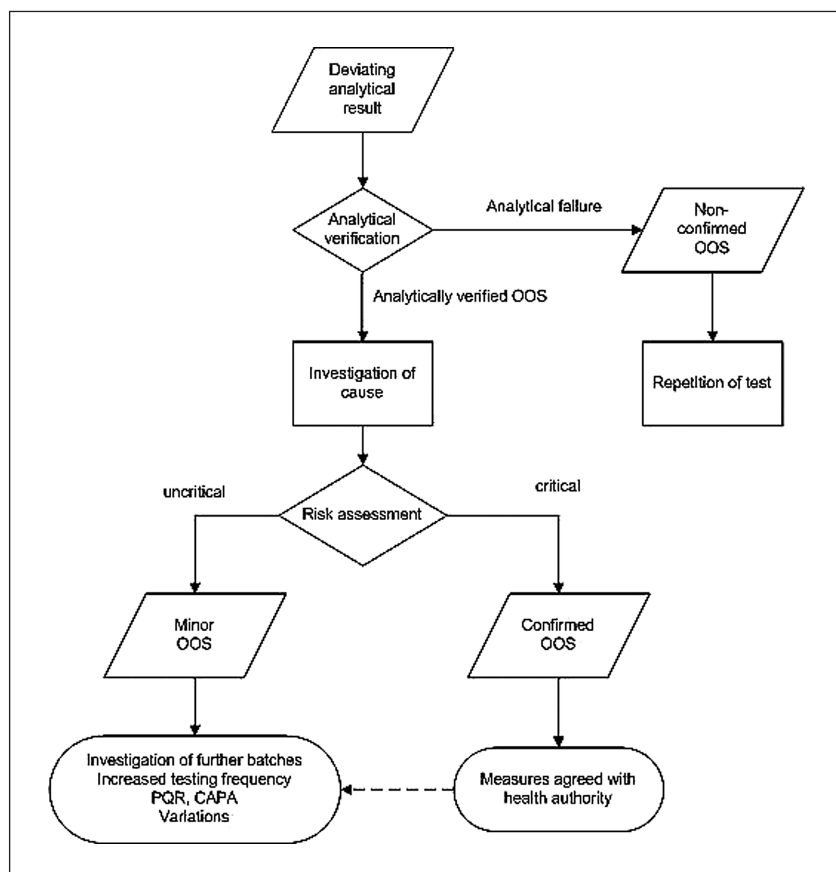 Deviating
analytical
result
Analytical
verification
Analytical failure
Non-
confirmed
OOS
Analytically verified OOS
Investigation of
cause
Repetition of test
uncritical
Risk assessment
critical
Minor
OOS
Confirmed
OOS
Investigation of further batches
Increased testing frequency
PQR, CAPA
Variations
Measures agreed with
health authority